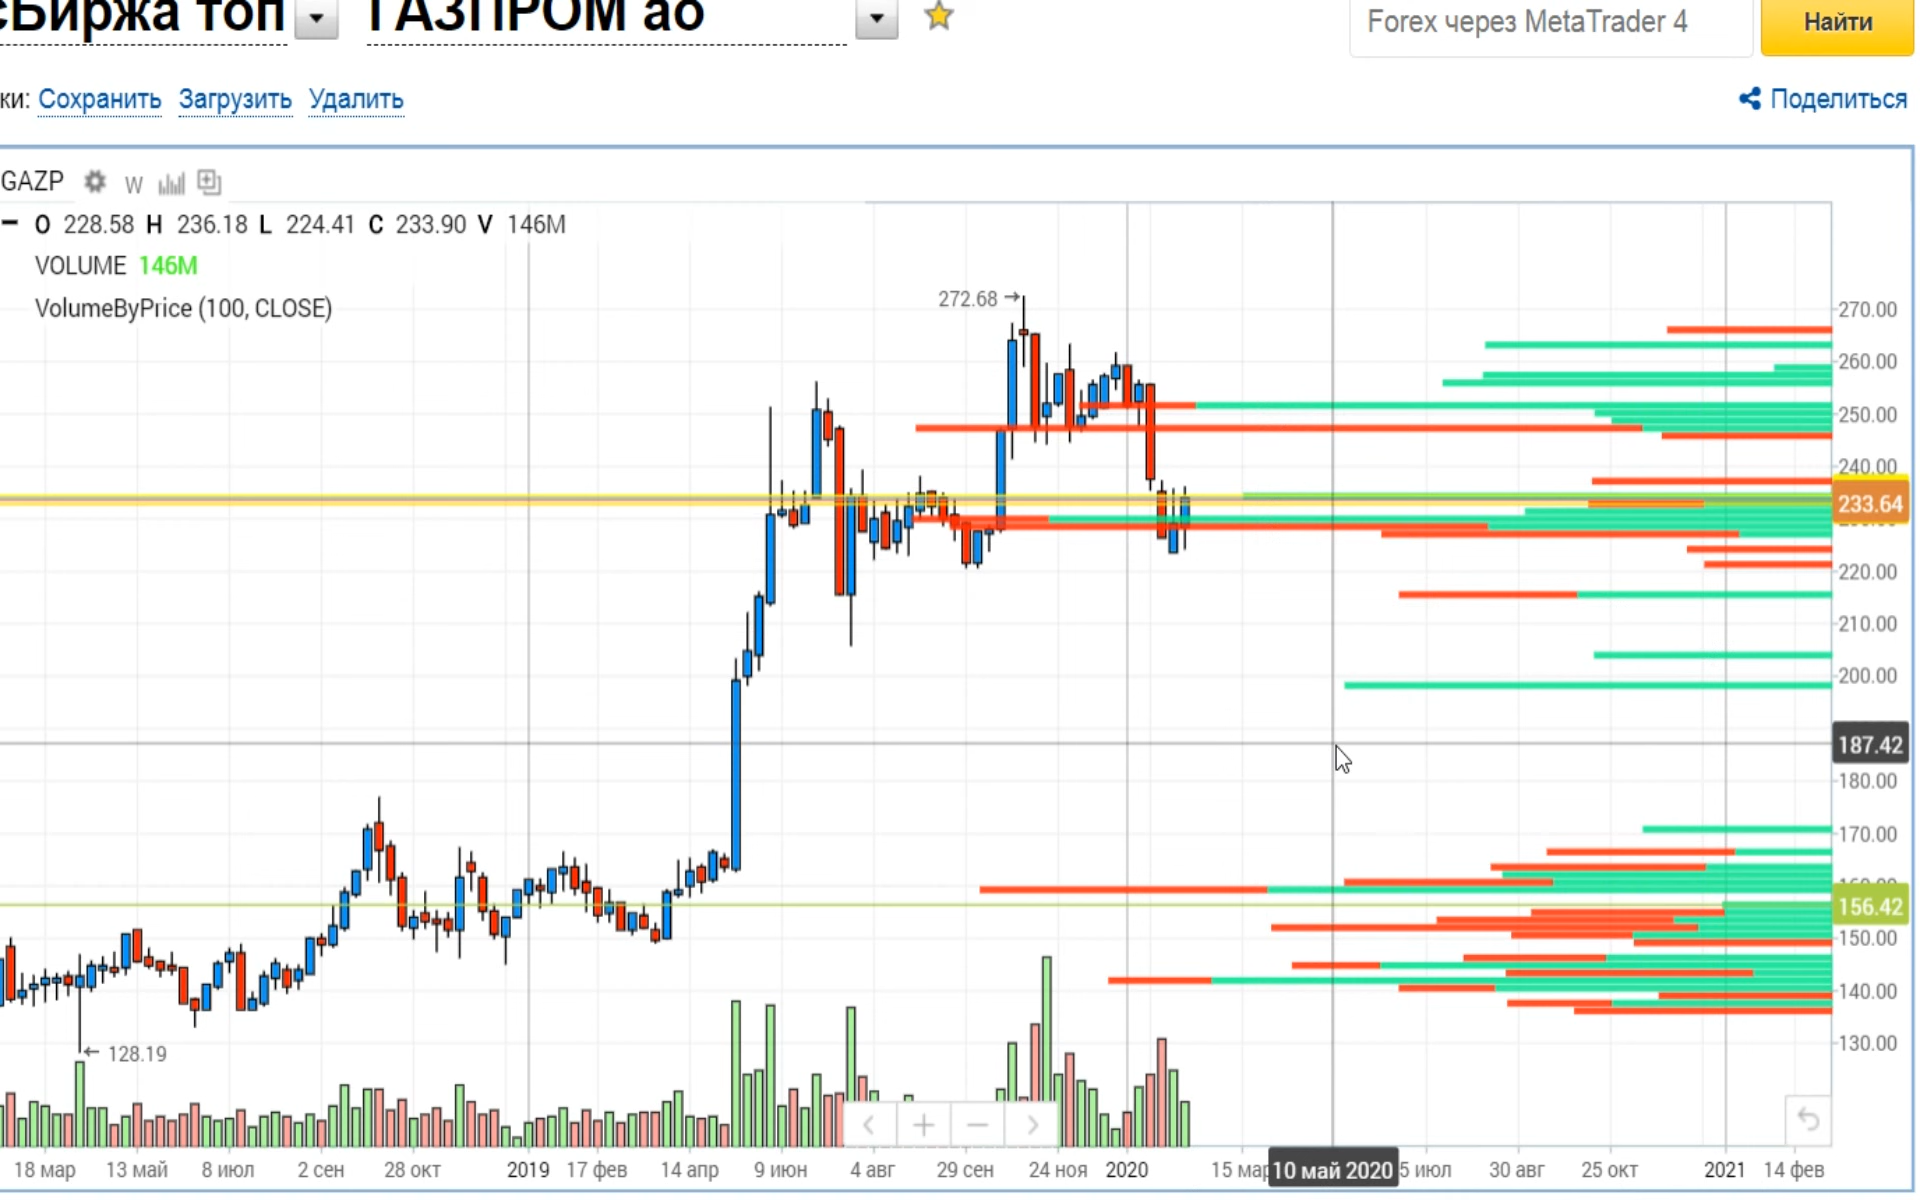 сБиржа топ ГАЗПРОМ ао Forex через MetaTrader 4 Найти
ки: Сохранить Загрузить Удалить Поделиться
GAZP W
O 228.58 H 236.18 L 224.41 C 233.90 V 146M
VOLUME 146M
VolumeByPrice (100, CLOSE)
272.68
128.19
270.00
260.00
250.00
240.00
233.64
220.00
210.00
200.00
187.42
180.00
170.00
156.42
150.00
140.00
130.00
18 мар 13 май 8 июл 2 сен 28 окт 2019 17 фев 14 апр 9 июн 4 авг 29 сен 24 ноя 2020 15 мар 10 май 2020 5 июл 30 авг 25 окт 2021 14 фев